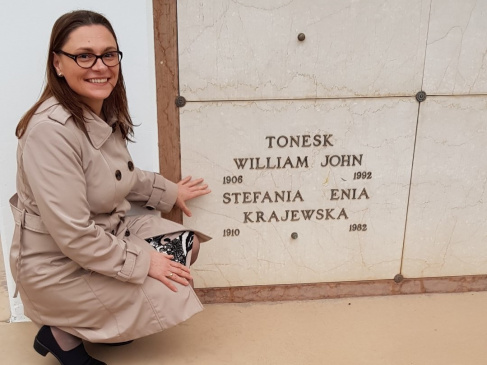 TONESK
WILLIAM JOHN
1906 1992
STEFANIA ENIA
KRAJEWSKA
1910 1982